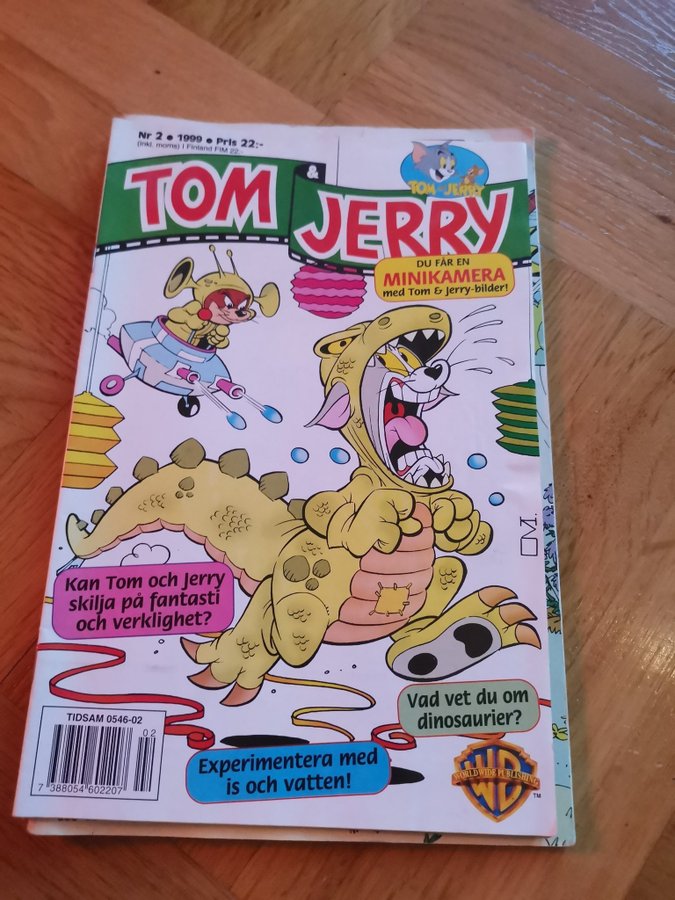 Nr 2 • 1999 • Pris 22:-
(inkl. moms) I Finland FIM 22:-
TOM & JERRY
TOM AND JERRY
DU FÅR EN
MINIKAMERA
med Tom & Jerry-bilder!
Kan Tom och Jerry
skilja på fantasti
och verklighet?
Vad vet du om
dinosaurier?
Experimentera med
is och vatten!
TIDSAM 0546-02
02
7 388054 602207
WORLDWIDE PUBLISHING
WB
TM